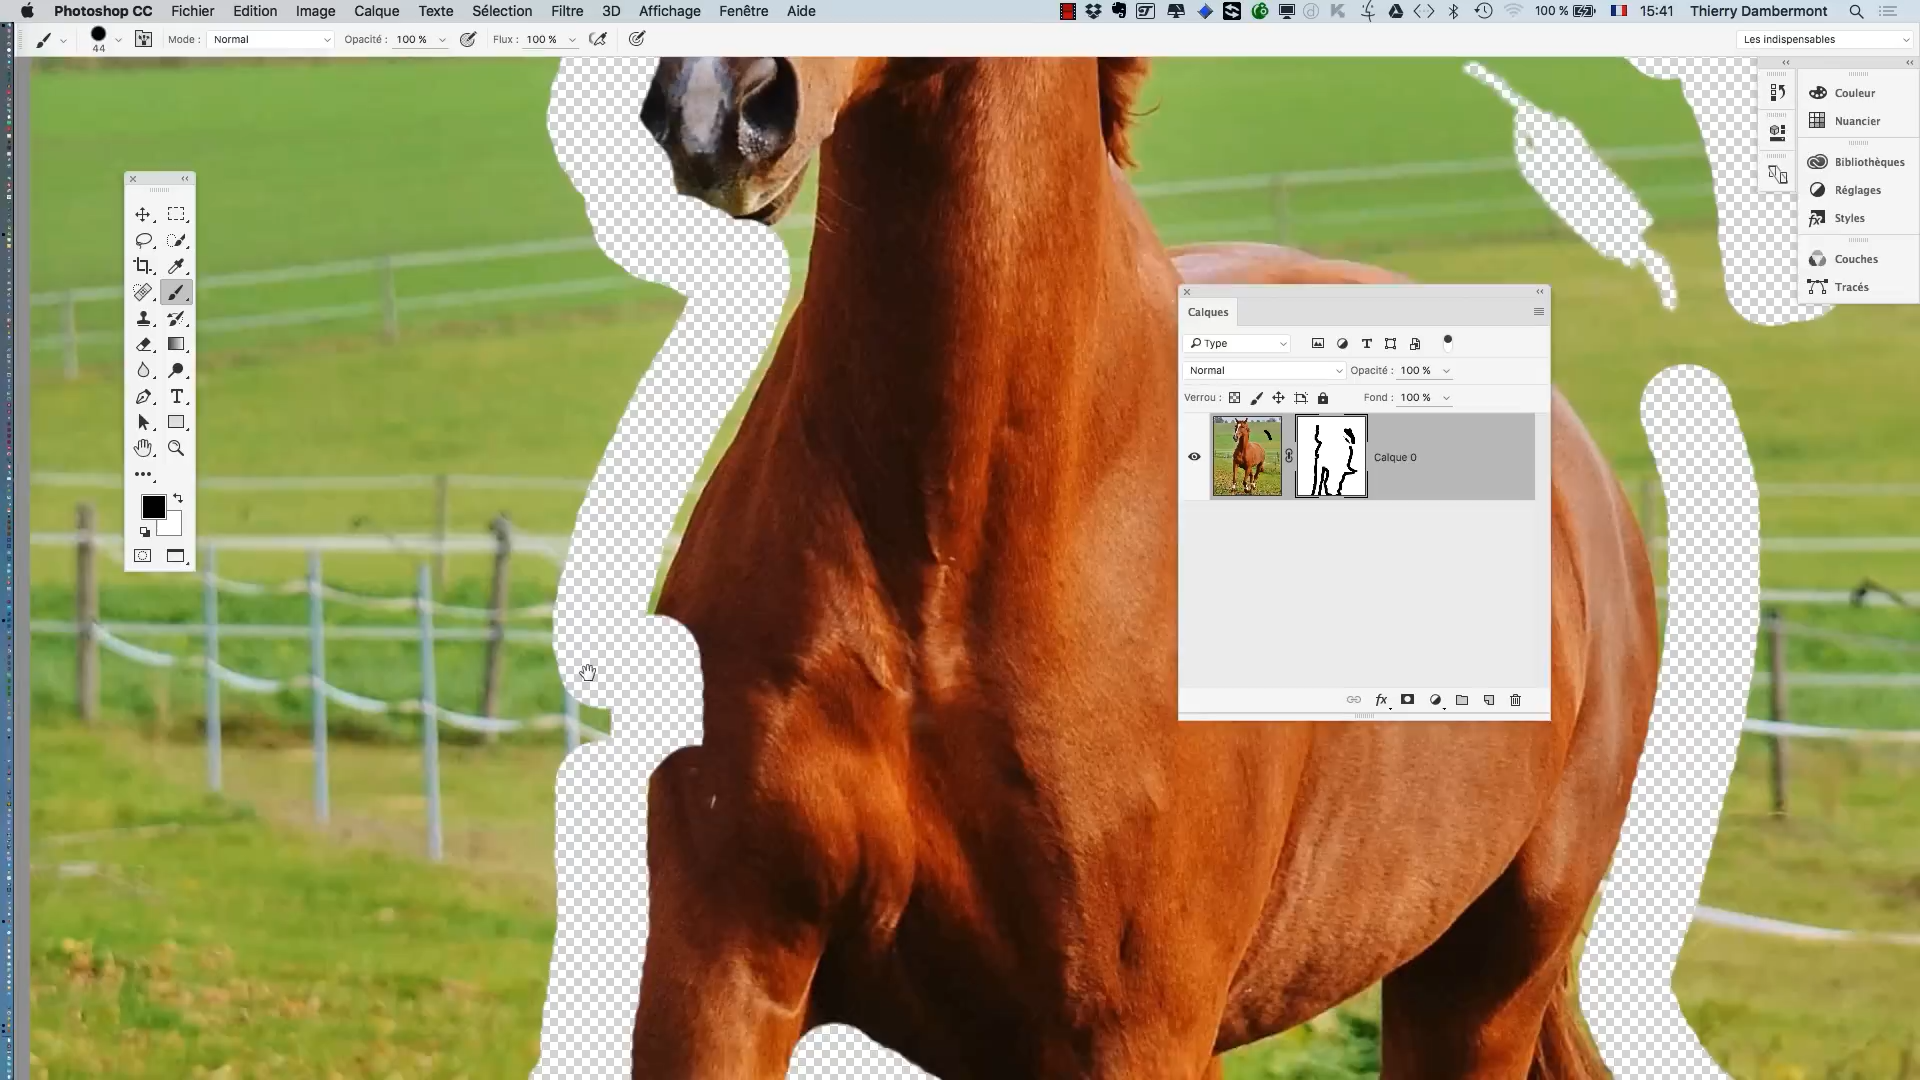 Photoshop CC Fichier Edition Image Calque Texte Sélection Filtre 3D Affichage Fenêtre Aide 100 % 15:41 Thierry Dambermont
44 Mode : Normal Opacité : 100 % Flux : 100 % Les indispensables
Couleur
Nuancier
Bibliothèques
Réglages
Styles
Couches
Tracés
Calques
Type
Normal Opacité : 100 %
Verrou : Fond : 100 %
Calque 0
fx